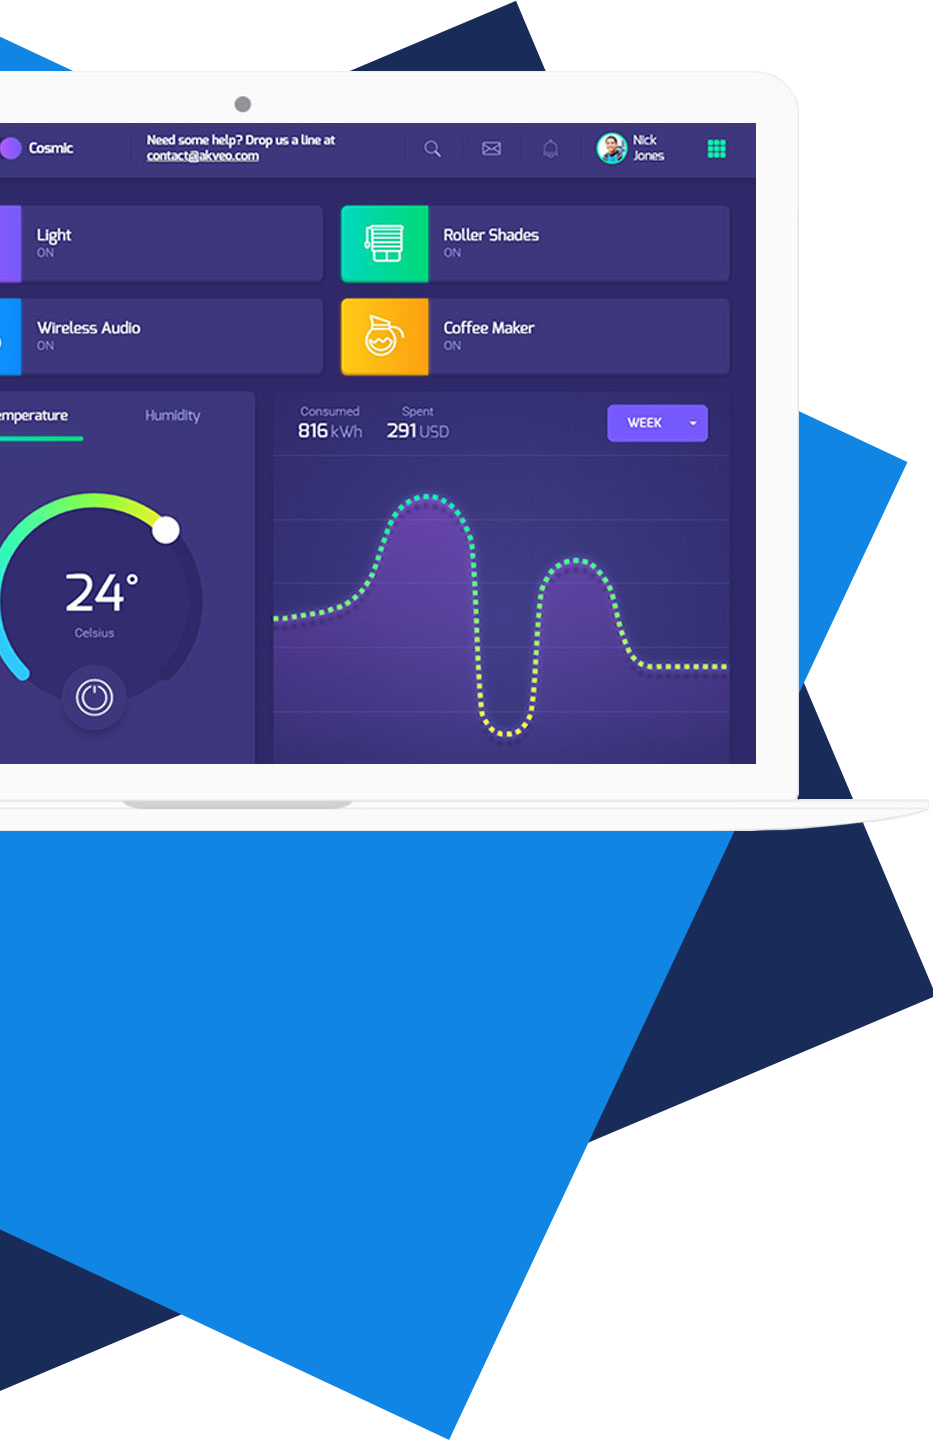 Cosmic
Need some help? Drop us a line at
contact@akveo.com
Nick
Jones
Light
ON
Roller Shades
ON
Wireless Audio
ON
Coffee Maker
ON
emperature
Humidity
Consumed
816 kWh
Spent
291 USD
WEEK
24°
Celsius